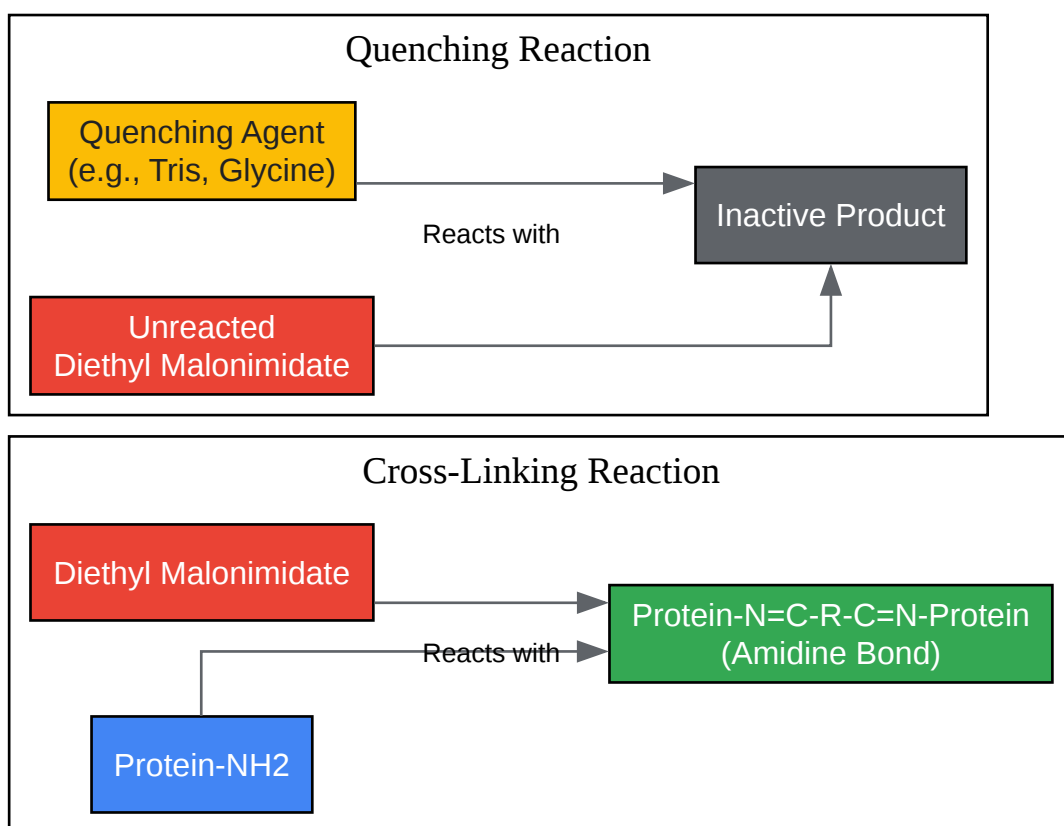 Quenching Reaction
Quenching Agent
(e.g., Tris, Glycine)
Inactive Product
Reacts with
Unreacted
Diethyl Malonimidate
Cross-Linking Reaction
Diethyl Malonimidate
Protein-N=C-R-C=N-Protein
(Amidine Bond)
Reacts with
Protein-NH2